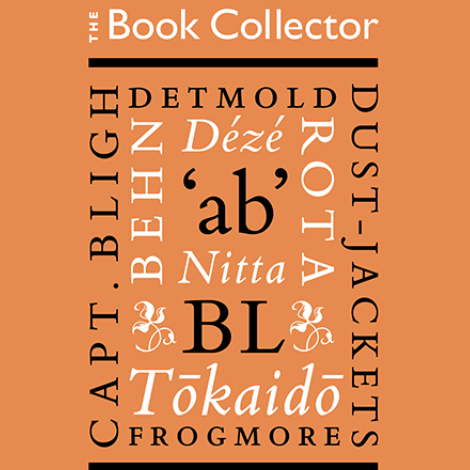 THE Book Collector
CAPT. BLIGH
DETMOLD
DUST-JACKETS
BEHN
Dézé
ROTA
‘ab’
Nitta
BL
Tōkaidō
FROGMORE